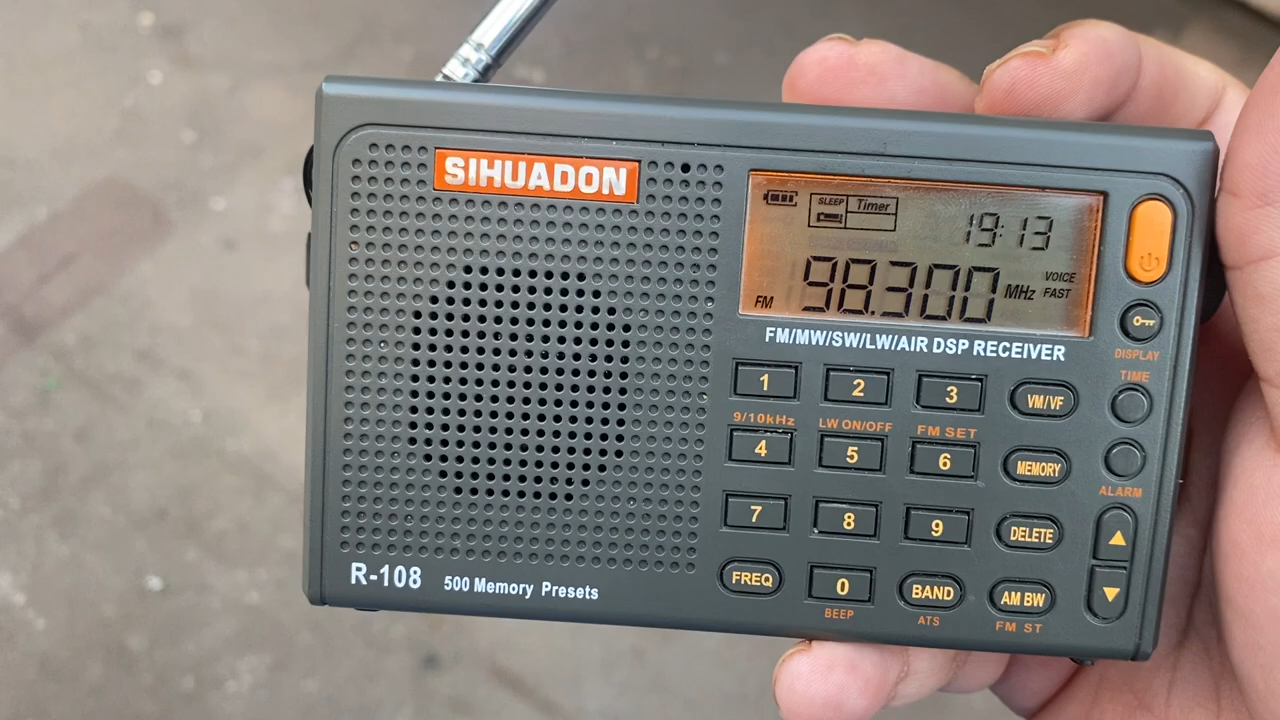 SIHUADON
SLEEP Timer
19:13
FM 98.300 MHz VOICE FAST
FM/MW/SW/LW/AIR DSP RECEIVER
DISPLAY
TIME
1 2 3 VM/VF
9/10kHz LW ON/OFF FM SET
4 5 6 MEMORY
ALARM
7 8 9 DELETE
FREQ 0 BAND AM BW
BEEP ATS FM ST
R-108 500 Memory Presets